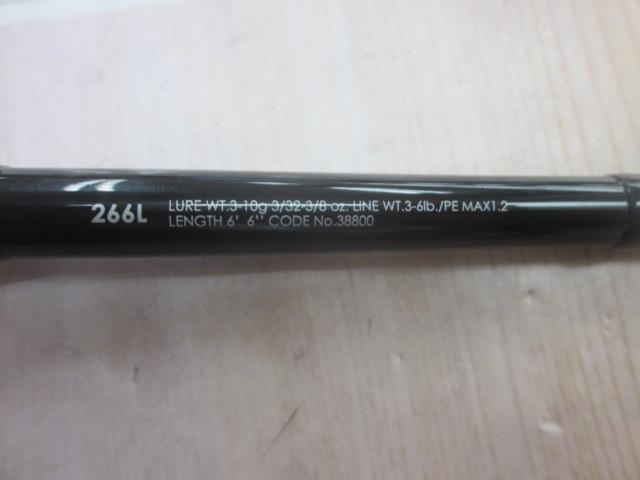 266L
LURE-WT.3-10g 3/32-3/8 oz. LINE WT.3-6lb./PE MAX1.2
LENGTH 6' 6'' CODE No.38800